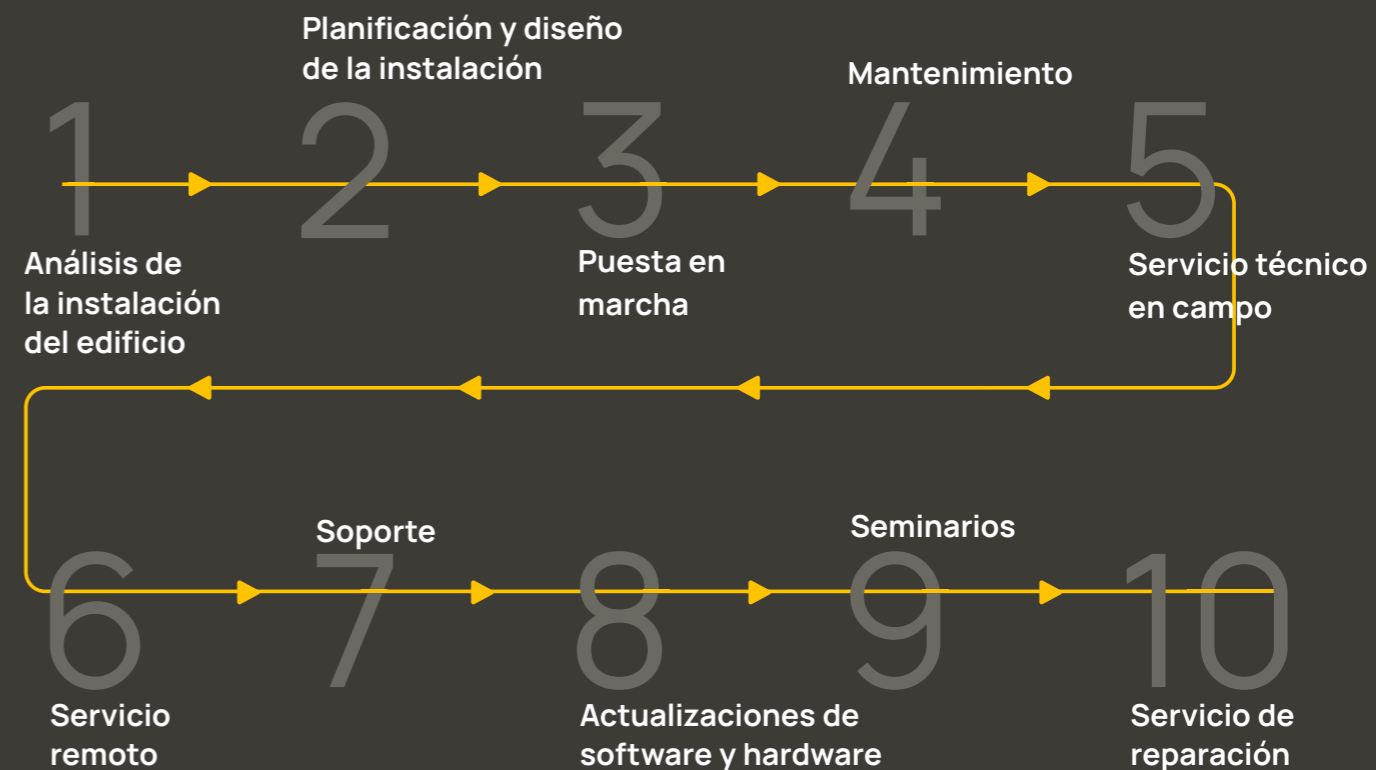 1
Análisis de
la instalación
del edificio
2
Planificación y diseño
de la instalación
3
Puesta en
marcha
4
Mantenimiento
5
Servicio técnico
en campo
6
Servicio
remoto
7
Soporte
8
Actualizaciones de
software y hardware
9
Seminarios
10
Servicio de
reparación